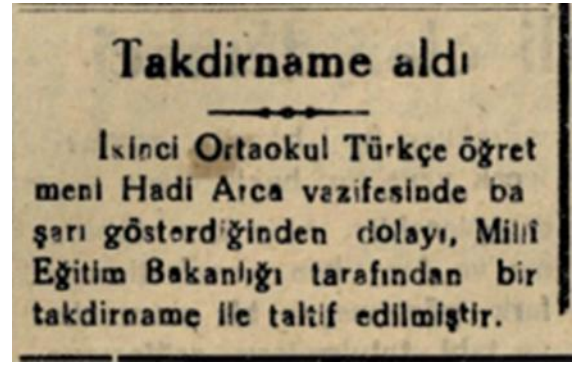 Takdirname aldı
İkinci Ortaokul Türkçe öğret
meni Hadi Arca vazifesinde ba
şarı gösterdiğinden dolayı, Millî
Eğitim Bakanlığı tarafından bir
takdirname ile taltif edilmiştir.